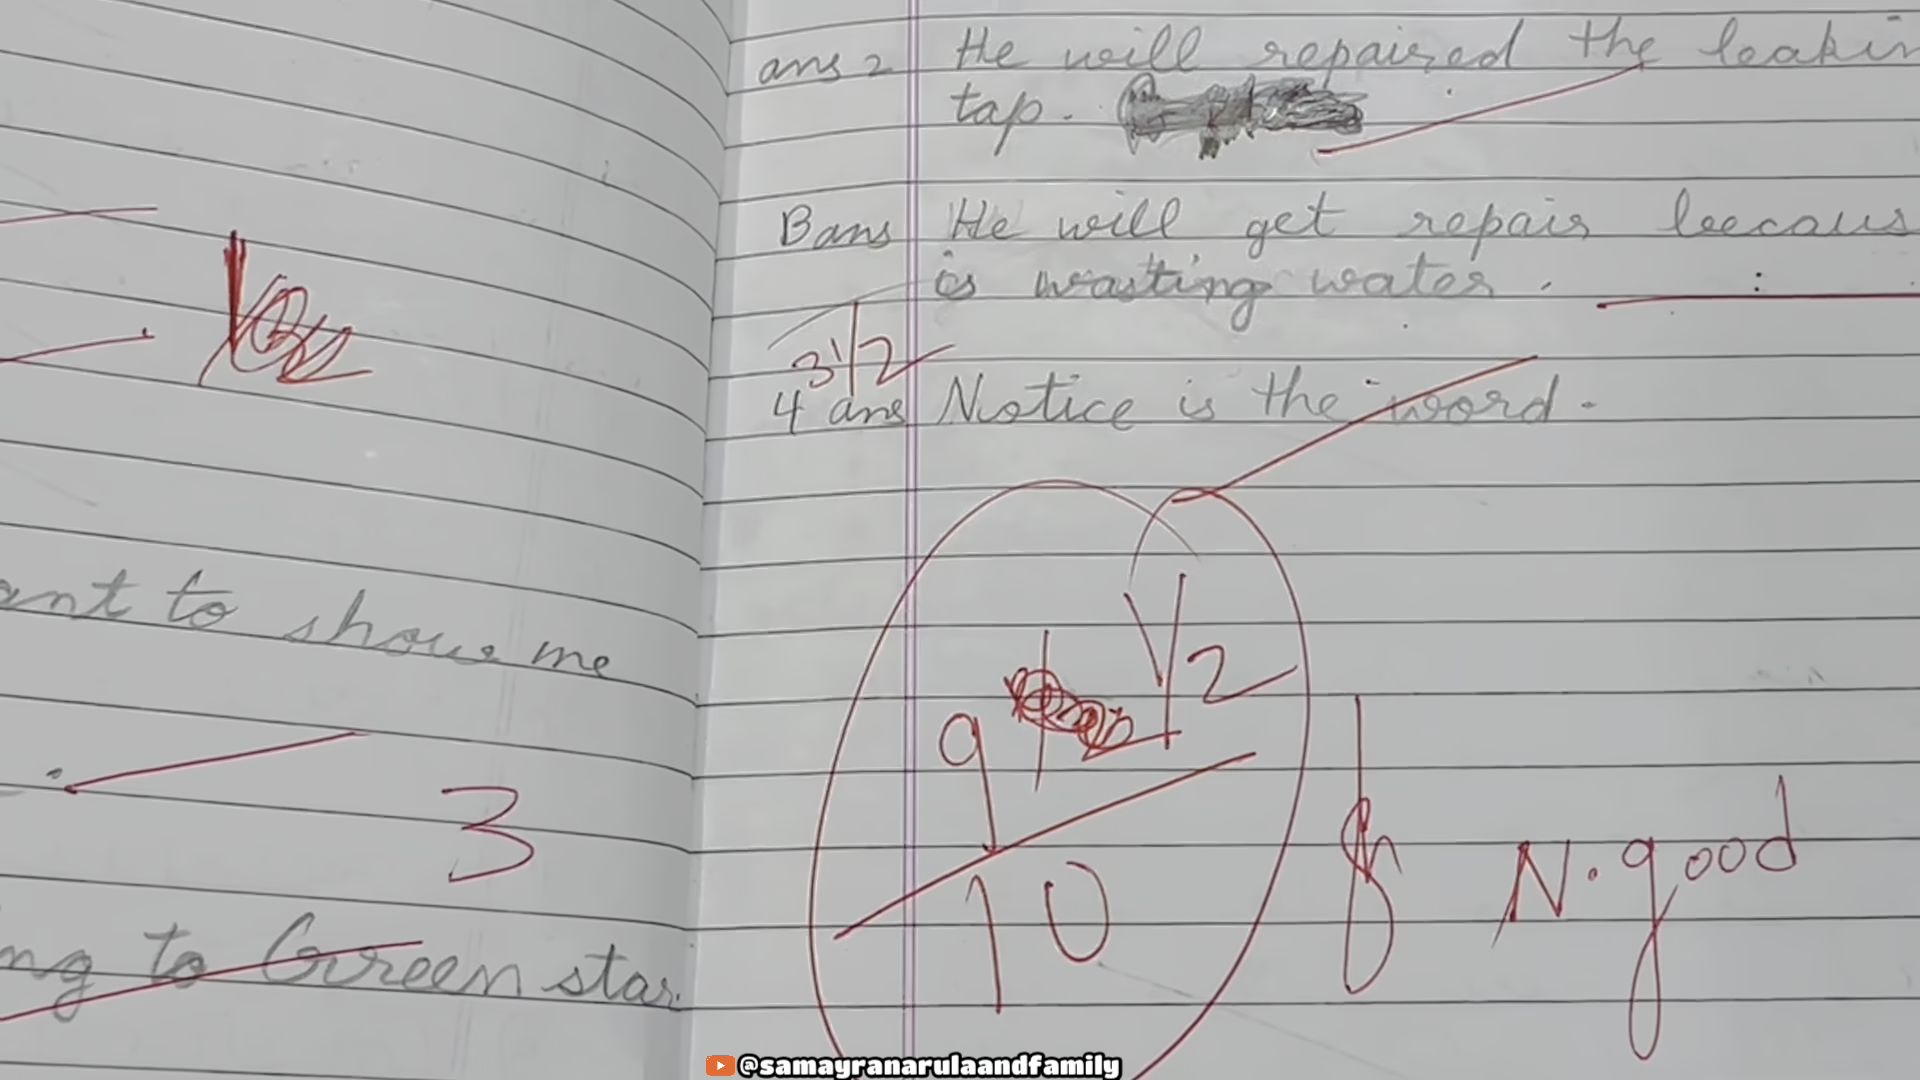 ant to show me
3
ng to Green star.
ans 2 He will repaired the leakin
tap.
3 ans He will get repair becaus
is wasting water.
3 1/2
4 ans Notice is the word.
9 1/2
10
N. good
@samayranarulaandfamily